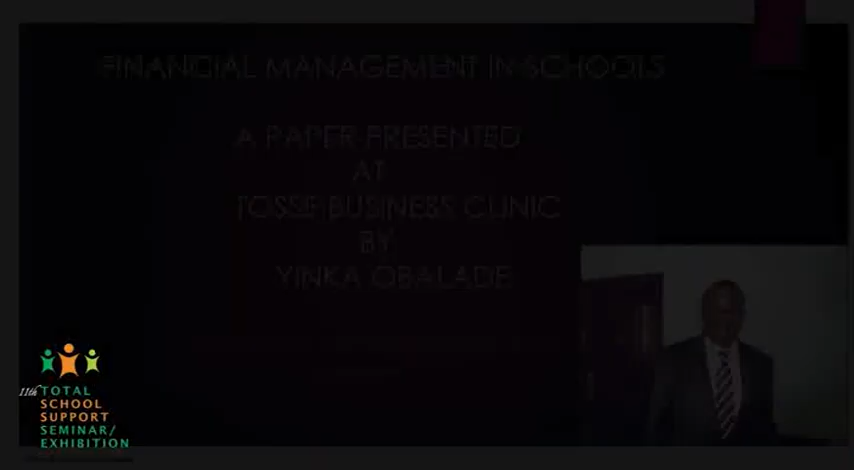 FINANCIAL MANAGEMENT IN SCHOOLS
A PAPER PRESENTED
AT
TOSSE BUSINESS CLINIC
BY
YINKA OBALADE
11th TOTAL
SCHOOL
SUPPORT
SEMINAR/
EXHIBITION